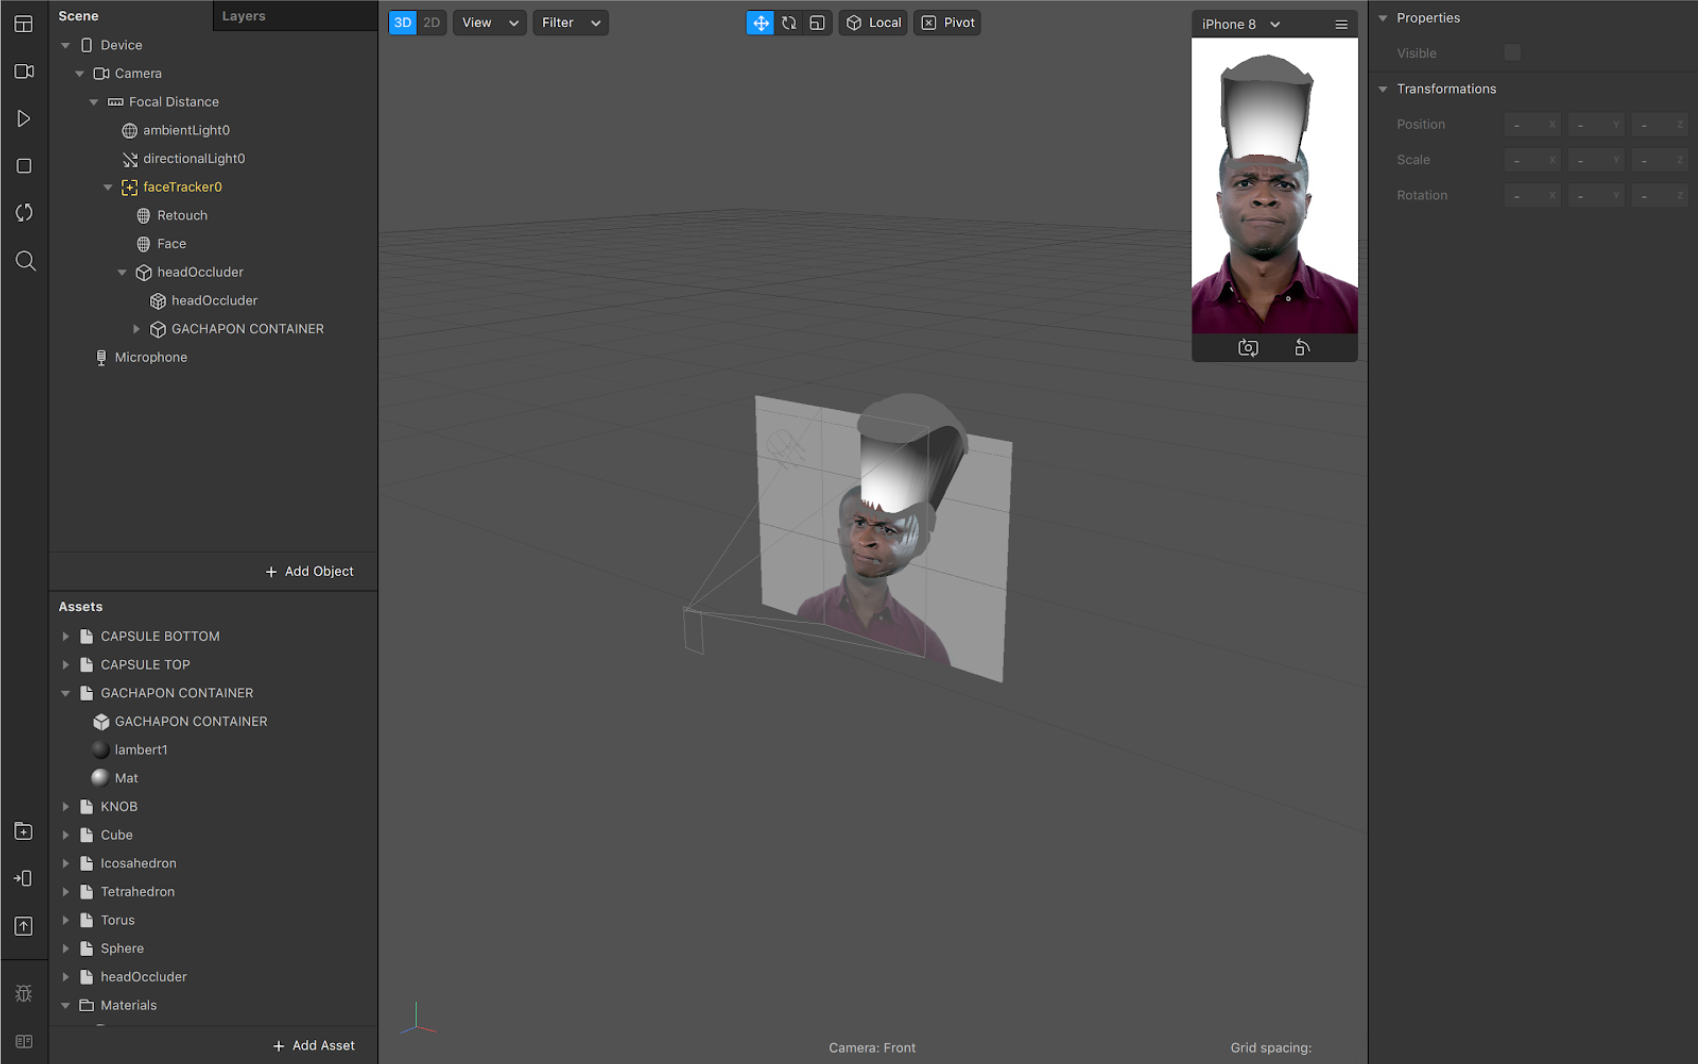 Scene
Layers
Device
Camera
Focal Distance
ambientLight0
directionalLight0
faceTracker0
Retouch
Face
headOccluder
headOccluder
GACHAPON CONTAINER
Microphone
+ Add Object
Assets
CAPSULE BOTTOM
CAPSULE TOP
GACHAPON CONTAINER
GACHAPON CONTAINER
lambert1
Mat
KNOB
Cube
Icosahedron
Tetrahedron
Torus
Sphere
headOccluder
Materials
+ Add Asset
3D 2D View Filter
Local Pivot
iPhone 8
Camera: Front
Grid spacing:
Properties
Visible
Transformations
Position - X - Y - Z
Scale - X - Y - Z
Rotation - X - Y - Z